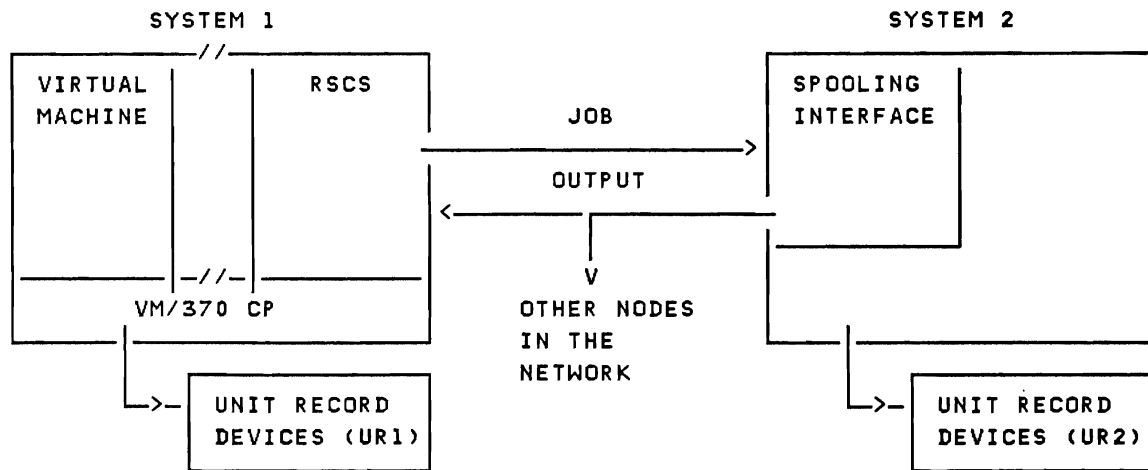 SYSTEM 1
SYSTEM 2
VIRTUAL
MACHINE
RSCS
JOB
OUTPUT
SPOOLING
INTERFACE
VM/370 CP
OTHER NODES
IN THE
NETWORK
UNIT RECORD
DEVICES (UR1)
UNIT RECORD
DEVICES (UR2)